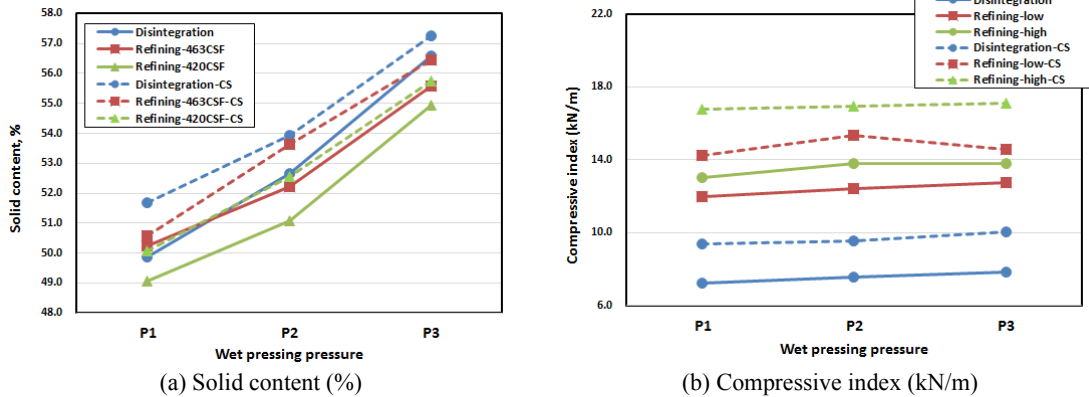 58.0
57.0
56.0
55.0
54.0
53.0
52.0
51.0
50.0
49.0
48.0
Solid content, %
Disintegration
Refining-463CSF
Refining-420CSF
Disintegration-CS
Refining-463CSF-CS
Refining-420CSF-CS
P1 P2 P3
Wet pressing pressure
(a) Solid content (%)
22.0
18.0
14.0
10.0
6.0
Compressive index (kN/m)
Disintegration
Refining-low
Refining-high
Disintegration-CS
Refining-low-CS
Refining-high-CS
P1 P2 P3
Wet pressing pressure
(b) Compressive index (kN/m)